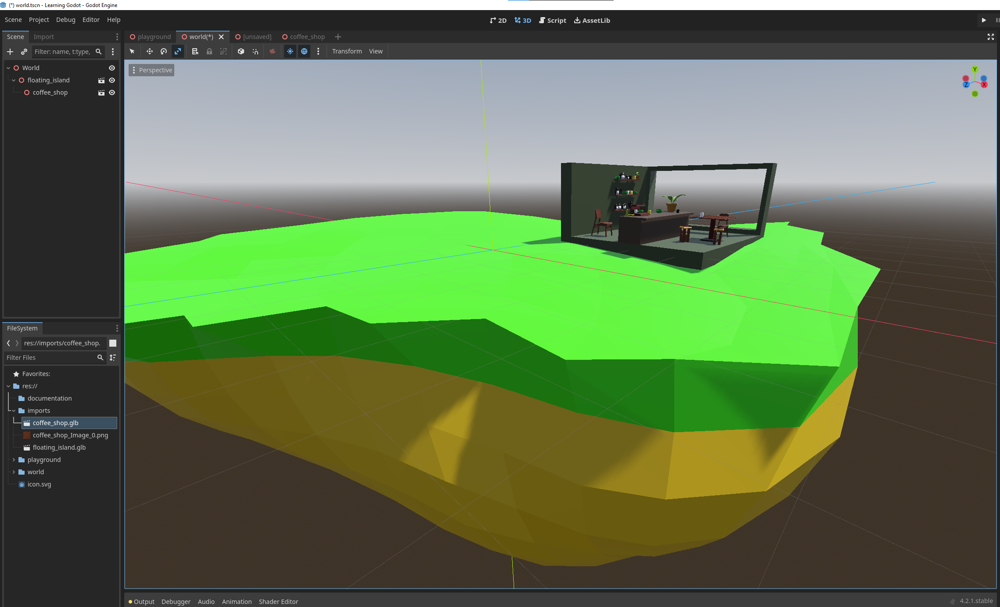 (*) world.tscn - Learning Godot - Godot Engine
Scene Project Debug Editor Help
2D 3D Script AssetLib
Scene Import
playground world(*) [unsaved] coffee_shop
Filter: name, t:type,
Transform View
World
floating_island
coffee_shop
Perspective
Y
Z X
FileSystem
res://imports/coffee_shop.
Filter Files
Favorites:
res://
documentation
imports
coffee_shop.glb
coffee_shop_Image_0.png
floating_island.glb
playground
world
icon.svg
Output Debugger Audio Animation Shader Editor
4.2.1.stable